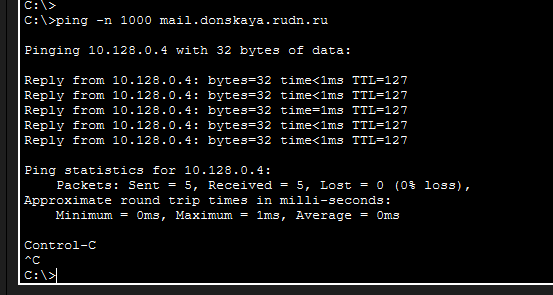 C:\>
C:\>ping -n 1000 mail.donskaya.rudn.ru
Pinging 10.128.0.4 with 32 bytes of data:
Reply from 10.128.0.4: bytes=32 time<1ms TTL=127
Reply from 10.128.0.4: bytes=32 time<1ms TTL=127
Reply from 10.128.0.4: bytes=32 time=1ms TTL=127
Reply from 10.128.0.4: bytes=32 time<1ms TTL=127
Reply from 10.128.0.4: bytes=32 time<1ms TTL=127
Ping statistics for 10.128.0.4:
    Packets: Sent = 5, Received = 5, Lost = 0 (0% loss),
Approximate round trip times in milli-seconds:
    Minimum = 0ms, Maximum = 1ms, Average = 0ms
Control-C
^C
C:\>